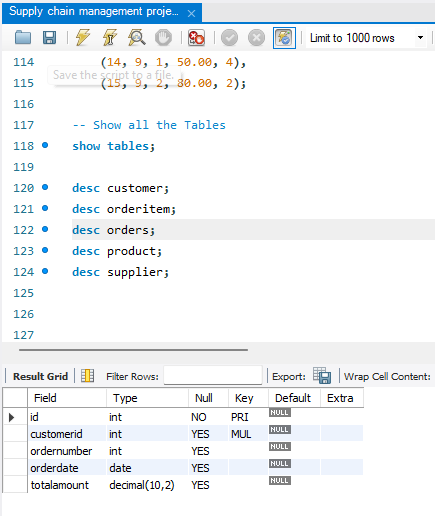 Supply chain management proje...
Limit to 1000 rows
114 (14, 9, 1, 50.00, 4),
Save the script to a file.
115 (15, 9, 2, 80.00, 2);
116
117 -- Show all the Tables
118 show tables;
119
120 desc customer;
121 desc orderitem;
122 desc orders;
123 desc product;
124 desc supplier;
125
126
127
Result Grid Filter Rows: Export: Wrap Cell Content:
Field Type Null Key Default Extra
id int NO PRI NULL
customerid int YES MUL NULL
ordernumber int YES NULL
orderdate date YES NULL
totalamount decimal(10,2) YES NULL